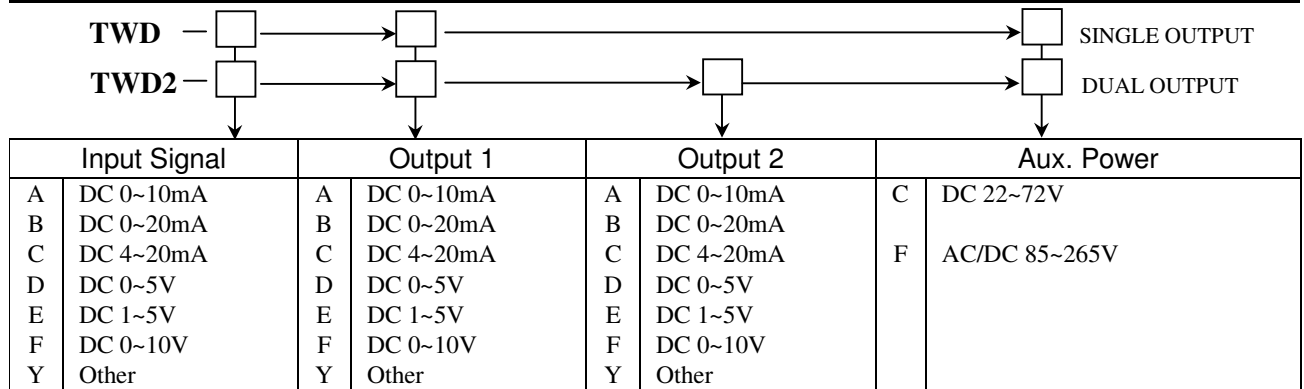 TWD — SINGLE OUTPUT
TWD2 — DUAL OUTPUT
Input Signal Output 1 Output 2 Aux. Power
A DC 0~10mA A DC 0~10mA A DC 0~10mA C DC 22~72V
B DC 0~20mA B DC 0~20mA B DC 0~20mA
C DC 4~20mA C DC 4~20mA C DC 4~20mA F AC/DC 85~265V
D DC 0~5V D DC 0~5V D DC 0~5V
E DC 1~5V E DC 1~5V E DC 1~5V
F DC 0~10V F DC 0~10V F DC 0~10V
Y Other Y Other Y Other